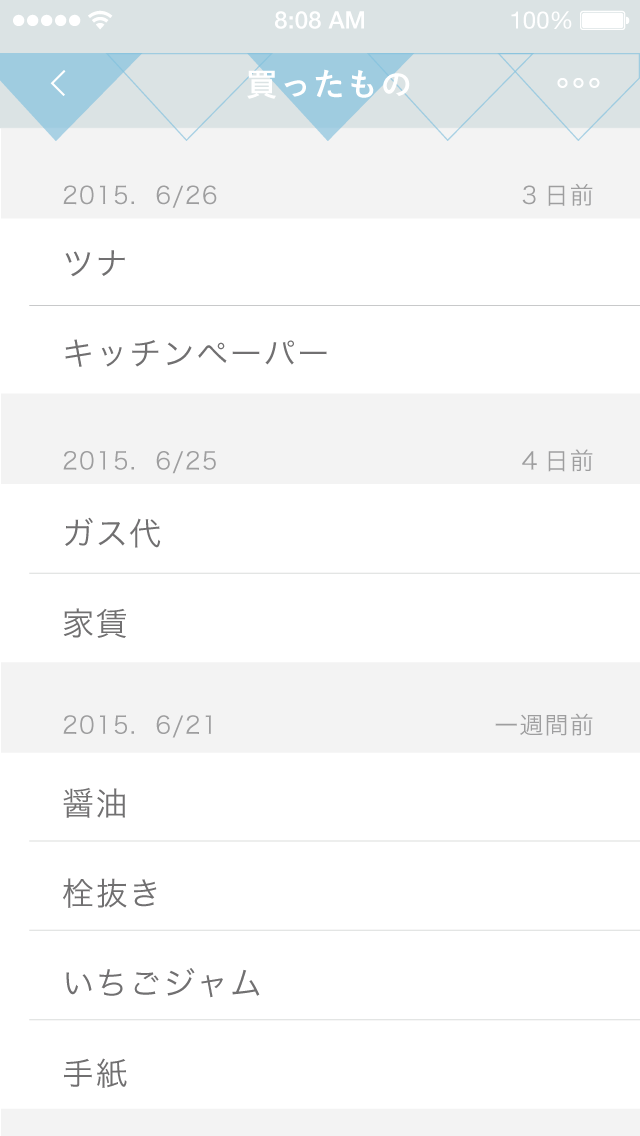 8:08 AM 100%
買ったもの
2015. 6/26 3 日前
ツナ
キッチンペーパー
2015. 6/25 4 日前
ガス代
家賃
2015. 6/21 一週間前
醤油
栓抜き
いちごジャム
手紙